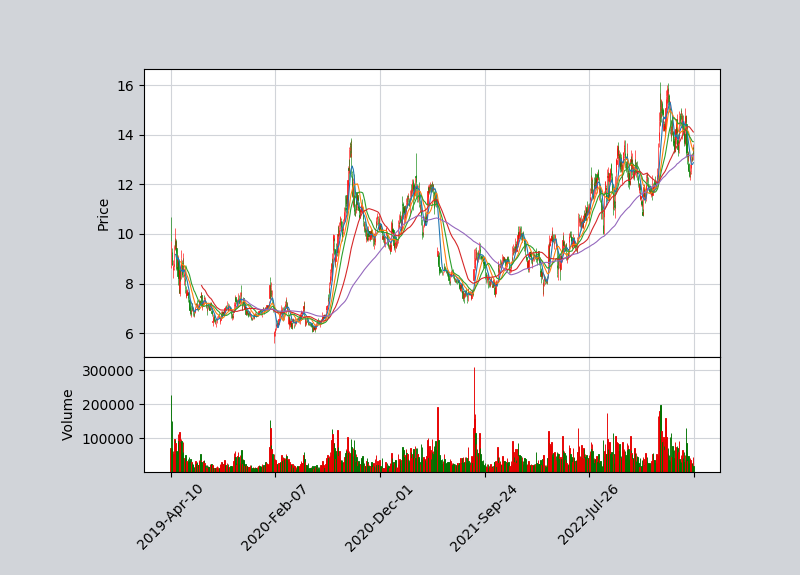 16
14
12
10
8
6
Price
300000
200000
100000
Volume
2019-Apr-10
2020-Feb-07
2020-Dec-01
2021-Sep-24
2022-Jul-26